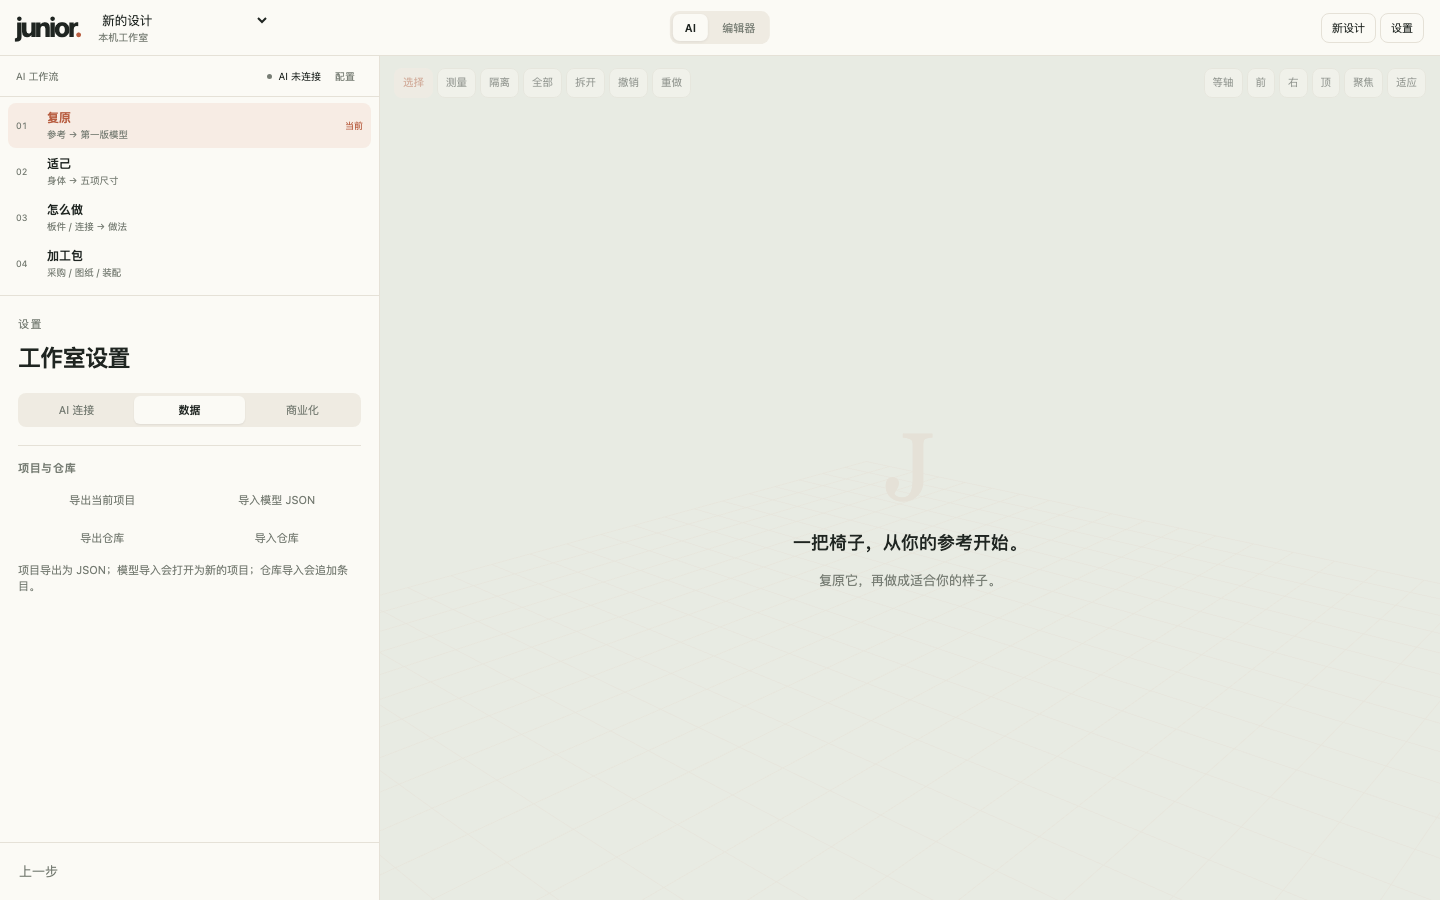 junior.
新的设计
本机工作室
AI
编辑器
新设计
设置
AI 工作流
AI 未连接
配置
01
复原
参考 → 第一版模型
当前
02
适己
身体 → 五项尺寸
03
怎么做
板件 / 连接 → 做法
04
加工包
采购 / 图纸 / 装配
设置
工作室设置
AI 连接
数据
商业化
项目与仓库
导出当前项目
导入模型 JSON
导出仓库
导入仓库
项目导出为 JSON；模型导入会打开为新的项目；仓库导入会追加条
目。
上一步
选择
测量
隔离
全部
拆开
撤销
重做
等轴
前
右
顶
聚焦
适应
J
一把椅子，从你的参考开始。
复原它，再做成适合你的样子。